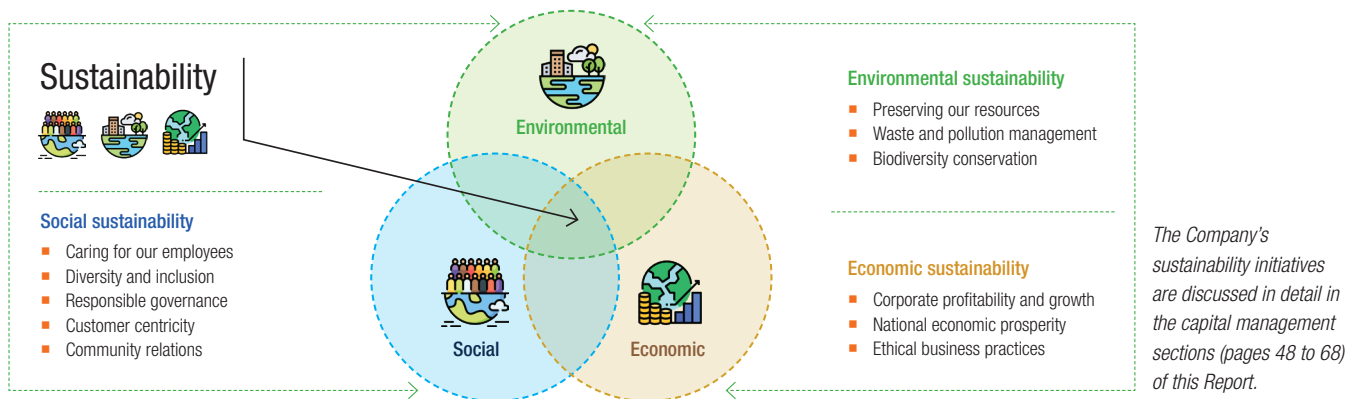 Sustainability
Social sustainability
Caring for our employees
Diversity and inclusion
Responsible governance
Customer centricity
Community relations
Environmental
Social
Economic
Environmental sustainability
Preserving our resources
Waste and pollution management
Biodiversity conservation
Economic sustainability
Corporate profitability and growth
National economic prosperity
Ethical business practices
The Company's
sustainability initiatives
are discussed in detail in
the capital management
sections (pages 48 to 68)
of this Report.